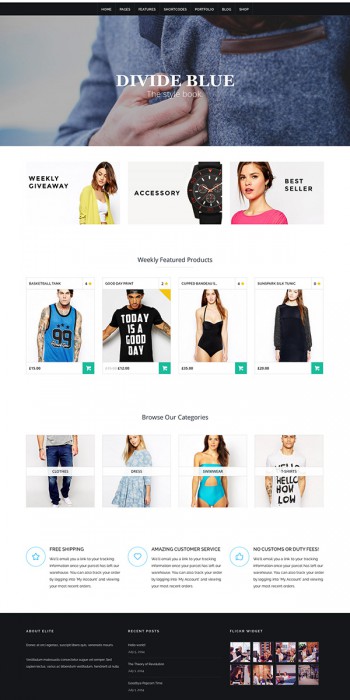 HOME PAGES FEATURES SHORTCODES PORTFOLIO BLOG SHOP
DIVIDE BLUE
The style book
WEEKLY
GIVEAWAY
ACCESSORY
BEST
SELLER
Weekly Featured Products
BASKETBALL TANK 4
GOOD DAY PRINT 2
CUPPED BANDEAU S.. 0
SUNSPARK SILK TUNIC 0
99
TODAY
IS A
GOOD
DAY
£15.00
£12.00
£35.00
£29.00
Browse Our Categories
CLOTHES
DRESS
SWIMWEAR
T-SHIRTS
HELLO
HOW
LOW
FREE SHIPPING
We'll email you a link to your tracking
information once your parcel has left our
warehouse. You can also track your order
by logging into 'My account' and viewing
your most recent orders.
AMAZING CUSTOMER SERVICE
We'll email you a link to your tracking
information once your parcel has left our
warehouse. You can also track your order
by logging into 'My account' and viewing
your most recent orders.
NO CUSTOMS OR DUTY FEES!
We'll email you a link to your tracking
information once your parcel has left our
warehouse. You can also track your order
by logging into 'My account' and viewing
your most recent orders.
ABOUT ELITE
RECENT POSTS
The Theory of Revolution
FLICKR WIDGET